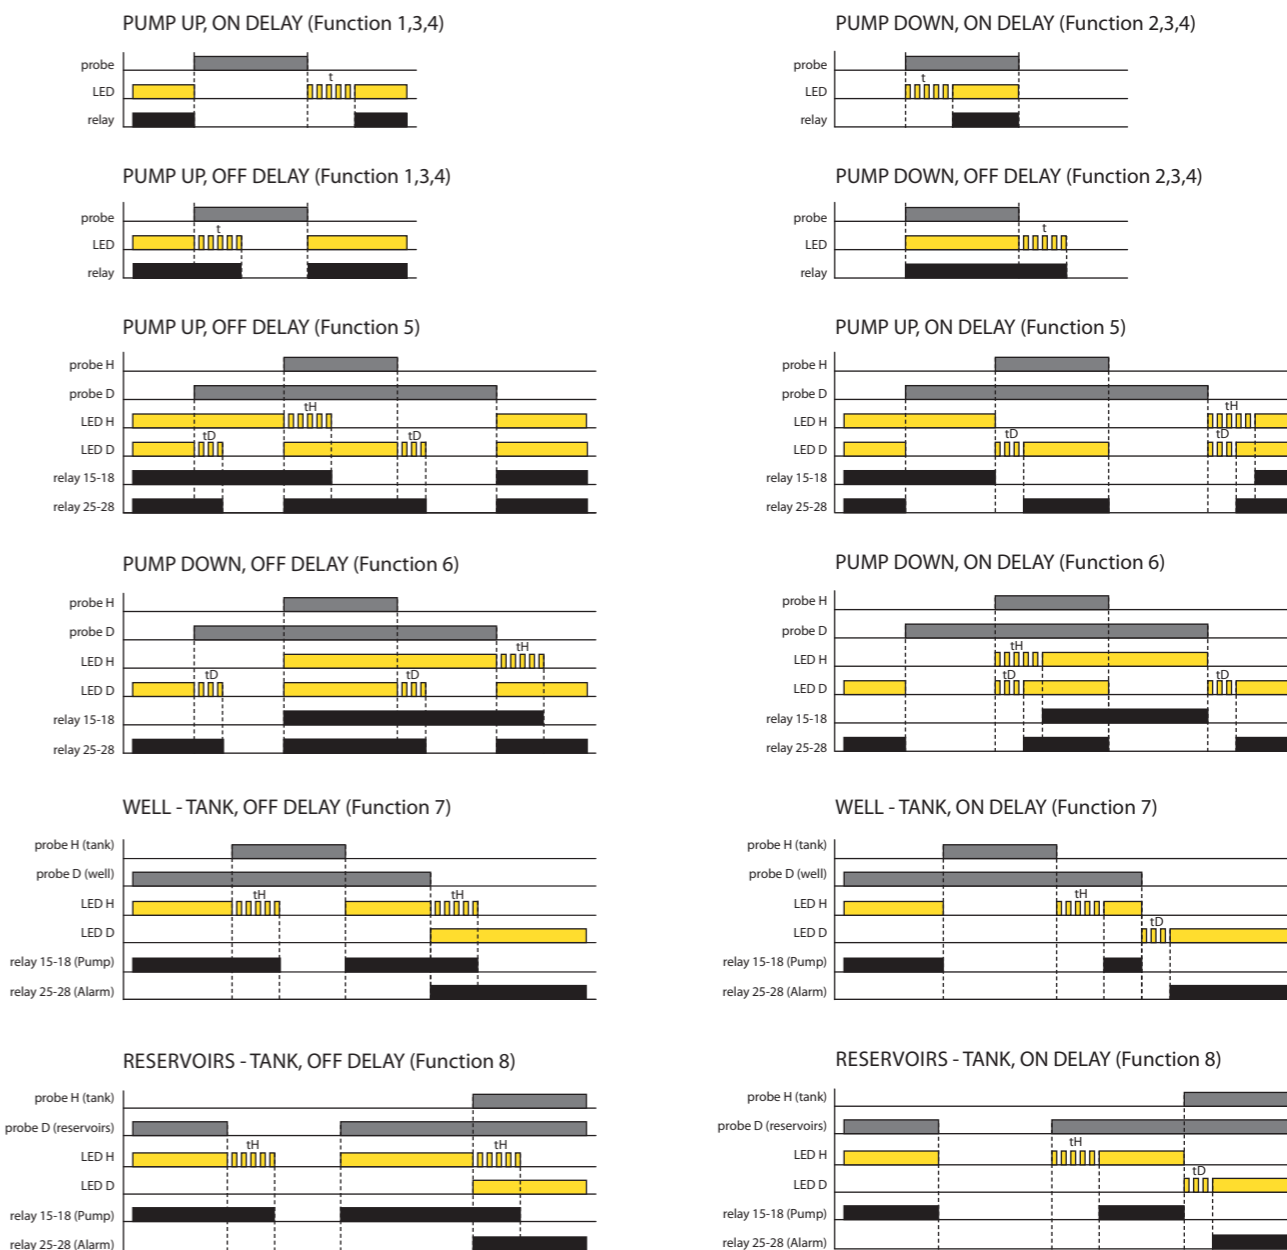 PUMP UP, ON DELAY (Function 1,3,4)
probe
t
LED
relay
PUMP DOWN, ON DELAY (Function 2,3,4)
probe
t
LED
relay
PUMP UP, OFF DELAY (Function 1,3,4)
probe
t
LED
relay
PUMP DOWN, OFF DELAY (Function 2,3,4)
probe
t
LED
relay
PUMP UP, OFF DELAY (Function 5)
probe H
probe D
LED H tH
LED D tD tD
relay 15-18
relay 25-28
PUMP UP, ON DELAY (Function 5)
probe H
probe D
LED H tH
LED D tD tD
relay 15-18
relay 25-28
PUMP DOWN, OFF DELAY (Function 6)
probe H
probe D
LED H tH
LED D tD tD
relay 15-18
relay 25-28
PUMP DOWN, ON DELAY (Function 6)
probe H
probe D
LED H tH
LED D tD tD
relay 15-18
relay 25-28
WELL - TANK, OFF DELAY (Function 7)
probe H (tank)
probe D (well)
LED H tH tH
LED D
relay 15-18 (Pump)
relay 25-28 (Alarm)
WELL - TANK, ON DELAY (Function 7)
probe H (tank)
probe D (well)
LED H tH
LED D tD
relay 15-18 (Pump)
relay 25-28 (Alarm)
RESERVOIRS - TANK, OFF DELAY (Function 8)
probe H (tank)
probe D (reservoirs)
LED H tH tH
LED D
relay 15-18 (Pump)
relay 25-28 (Alarm)
RESERVOIRS - TANK, ON DELAY (Function 8)
probe H (tank)
probe D (reservoirs)
LED H tH
LED D tD
relay 15-18 (Pump)
relay 25-28 (Alarm)